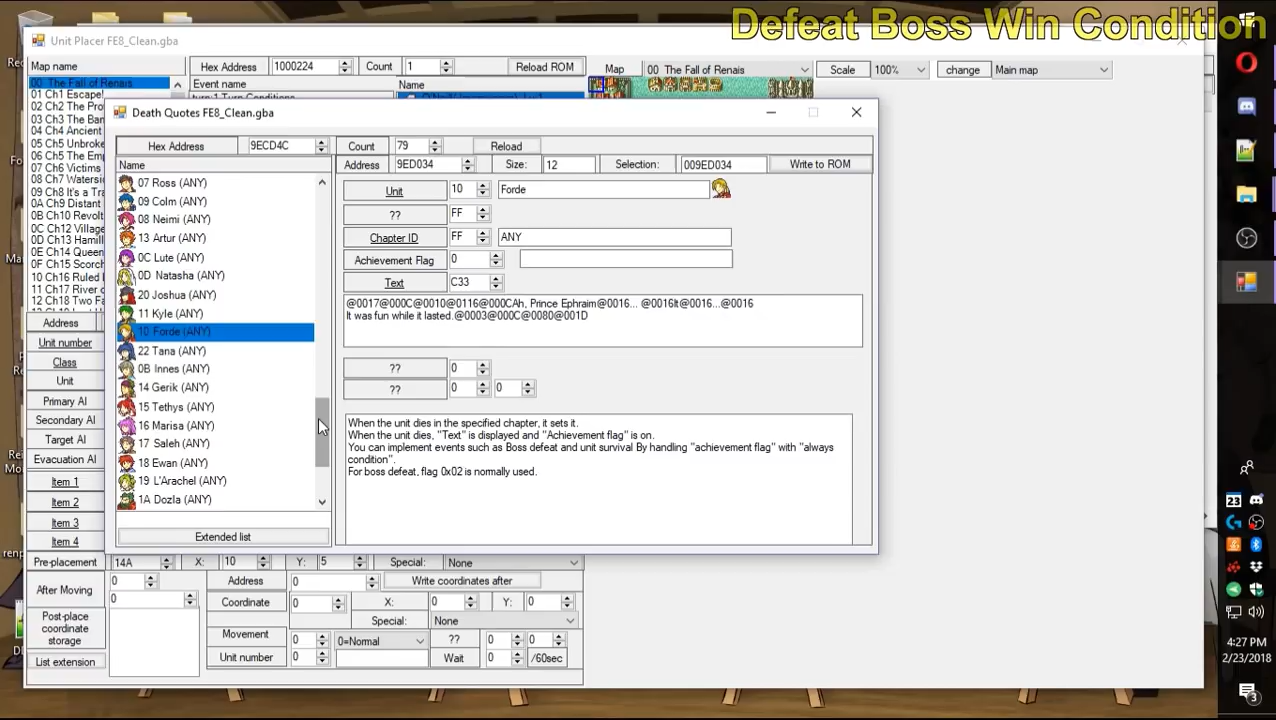 Defeat Boss Win Condition
Unit Placer FE8_Clean.gba
Map name
Hex Address 1000224 Count 1 Reload ROM Map 00 The Fall of Renais Scale 100% change Main map
00 The Fall of Renais
Event name
Name
01 Ch1 Escape!
turn:1 Turn Conditions
02 Ch2 The Pro
03 Ch3 The Ban
04 Ch4 Ancient
05 Ch5 Unbroke
06 Ch5 The Emp
07 Ch6 Victims
08 Ch7 Watersid
09 Ch8 It's a Tra
0A Ch9 Distant
0B Ch10 Revolt
0C Ch12 Village
0D Ch13 Hamill
0E Ch14 Queen
0F Ch15 Scorch
10 Ch16 Ruled
11 Ch17 River o
12 Ch18 Two Fa
Death Quotes FE8_Clean.gba
Hex Address 9ECD4C Count 79 Reload
Name
Address 9ED034 Size: 12 Selection: 009ED034 Write to ROM
07 Ross (ANY)
09 Colm (ANY)
08 Neimi (ANY)
13 Artur (ANY)
0C Lute (ANY)
0D Natasha (ANY)
20 Joshua (ANY)
11 Kyle (ANY)
10 Forde (ANY)
22 Tana (ANY)
0B Innes (ANY)
14 Gerik (ANY)
15 Tethys (ANY)
16 Marisa (ANY)
17 Saleh (ANY)
18 Ewan (ANY)
19 L'Arachel (ANY)
1A Dozla (ANY)
Extended list
Unit 10 Forde
?? FF
Chapter ID FF ANY
Achievement Flag 0
Text C33
@0017@000C@0010@0116@000CAh, Prince Ephraim@0016... @0016It@0016...@0016
It was fun while it lasted.@0003@000C@0080@001D
?? 0
?? 0 0
When the unit dies in the specified chapter, it sets it.
When the unit dies, "Text" is displayed and "Achievement flag" is on.
You can implement events such as Boss defeat and unit survival By handling "achievement flag" with "always
condition".
For boss defeat, flag 0x02 is normally used.
Address
Unit number
Class
Unit
Primary AI
Secondary AI
Target AI
Evacuation AI
Item 1
Item 2
Item 3
Item 4
Pre-placement 14A X: 10 Y: 5 Special: None
After Moving 0
0
Address 0 Write coordinates after
Coordinate 0 X: 0 Y: 0
Special: None
Post-place
coordinate
storage
Movement 0 0=Normal ?? 0 0
Unit number 0 Wait 0 /60sec
List extension
23
4:27 PM
2/23/2018
3